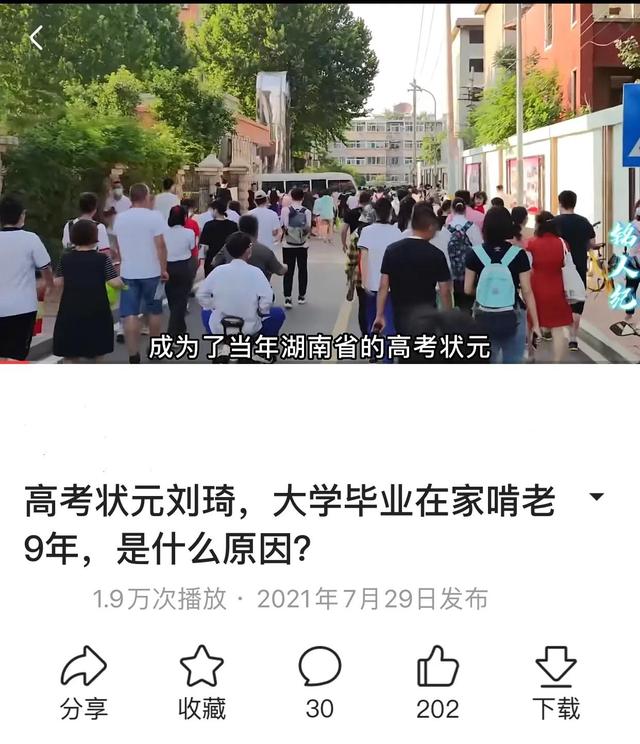 铭人纪
成为了当年湖南省的高考状元
高考状元刘琦，大学毕业在家啃老
9年，是什么原因？
1.9万次播放 · 2021年7月29日发布
分享 收藏 30 202 下载